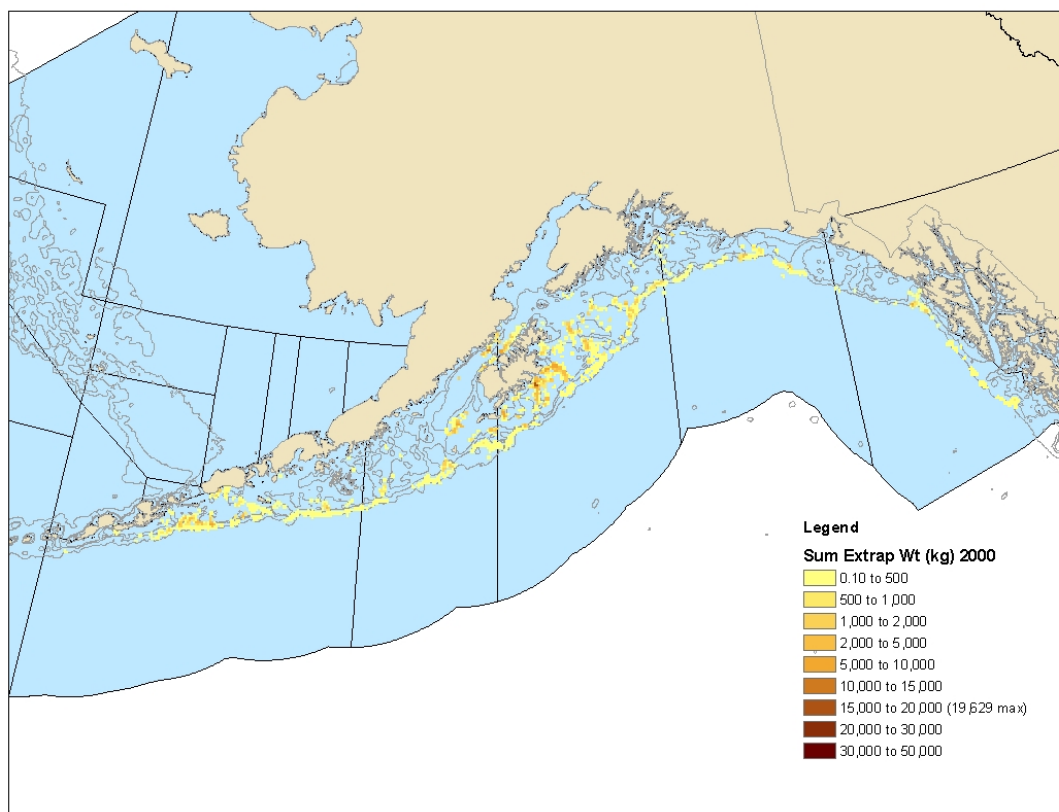 Legend
Sum Extrap Wt (kg) 2000
0.10 to 500
500 to 1,000
1,000 to 2,000
2,000 to 5,000
5,000 to 10,000
10,000 to 15,000
15,000 to 20,000 (19,629 max)
20,000 to 30,000
30,000 to 50,000